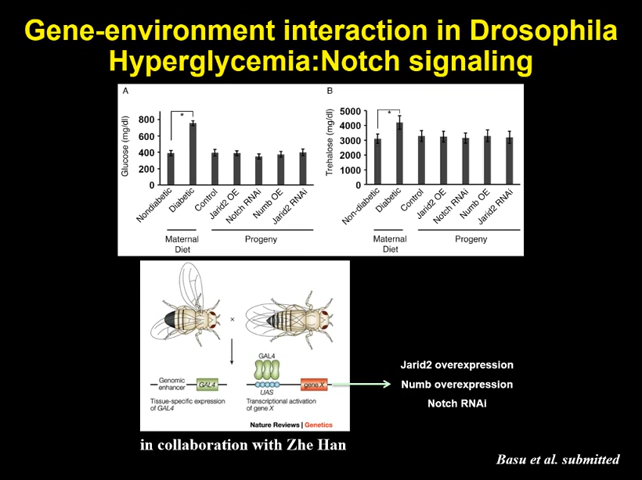 Gene-environment interaction in Drosophila
Hyperglycemia:Notch signaling
A
Glucose (mg/dl)
800
600
400
200
0
*
Nondiabetic
Diabetic
Control
Jarid2 OE
Notch RNAi
Numb OE
Jarid2 RNAi
Maternal
Diet
Progeny
B
Trehalose (mg/dl)
5000
4000
3000
2000
1000
0
*
Non-diabetic
Diabetic
Control
Jarid2 OE
Notch RNAi
Numb OE
Jarid2 RNAi
Maternal
Diet
Progeny
×
Genomic
enhancer
GAL4
Tissue-specific expression
of GAL4
GAL4
UAS
gene X
Transcriptional activation
of gene X
Nature Reviews | Genetics
Jarid2 overexpression
Numb overexpression
Notch RNAi
in collaboration with Zhe Han
Basu et al. submitted